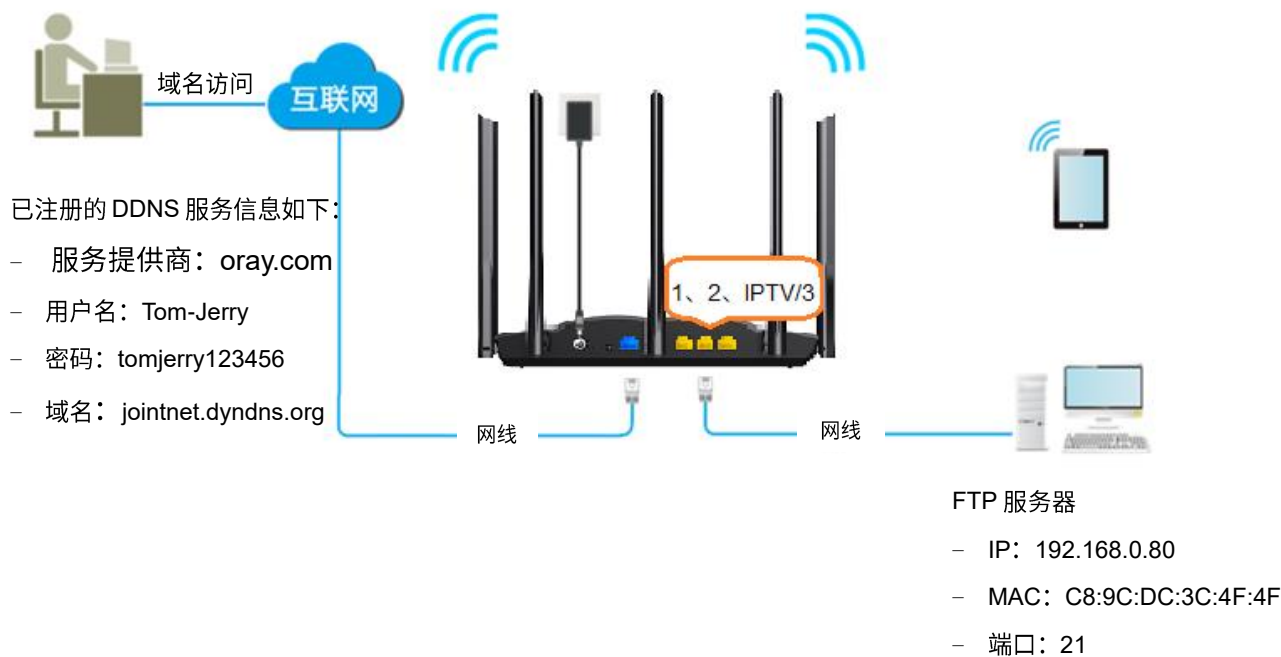 域名访问
互联网
已注册的 DDNS 服务信息如下：
– 服务提供商：oray.com
– 用户名：Tom-Jerry
– 密码：tomjerry123456
– 域名：jointnet.dyndns.org
1、2、IPTV/3
网线
网线
FTP 服务器
– IP：192.168.0.80
– MAC：C8:9C:DC:3C:4F:4F
– 端口：21